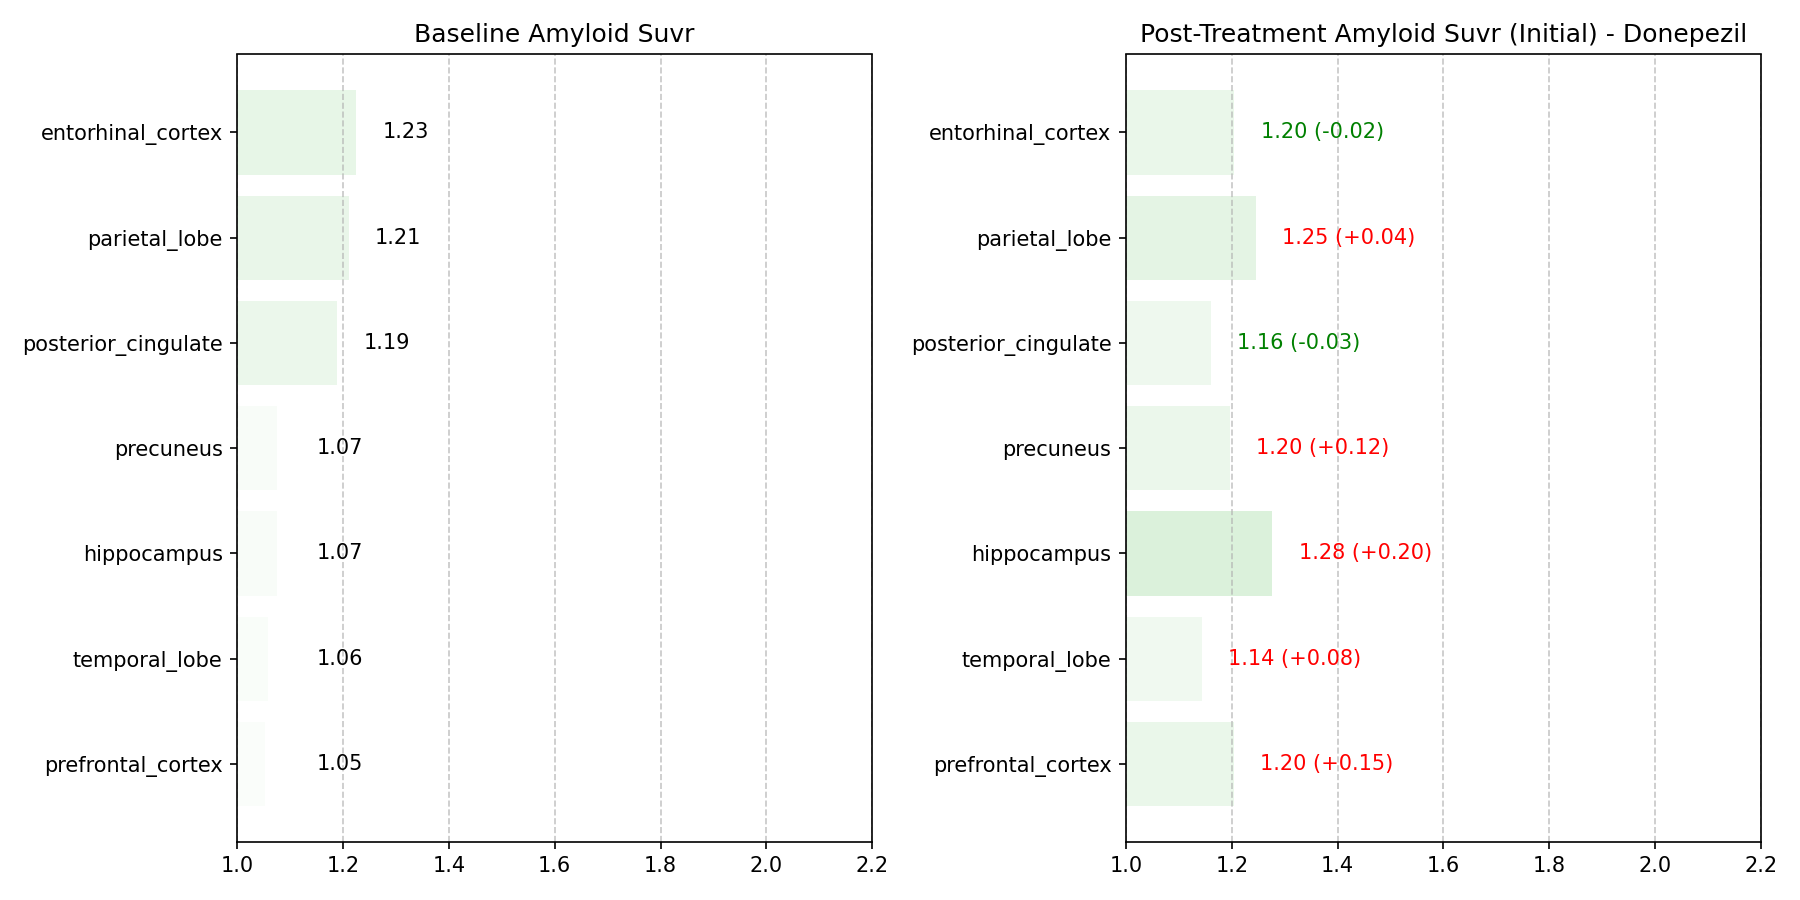 Baseline Amyloid Suvr
entorhinal_cortex 1.23
parietal_lobe 1.21
posterior_cingulate 1.19
precuneus 1.07
hippocampus 1.07
temporal_lobe 1.06
prefrontal_cortex 1.05
1.0 1.2 1.4 1.6 1.8 2.0 2.2
Post-Treatment Amyloid Suvr (Initial) - Donepezil
entorhinal_cortex 1.20 (-0.02)
parietal_lobe 1.25 (+0.04)
posterior_cingulate 1.16 (-0.03)
precuneus 1.20 (+0.12)
hippocampus 1.28 (+0.20)
temporal_lobe 1.14 (+0.08)
prefrontal_cortex 1.20 (+0.15)
1.0 1.2 1.4 1.6 1.8 2.0 2.2